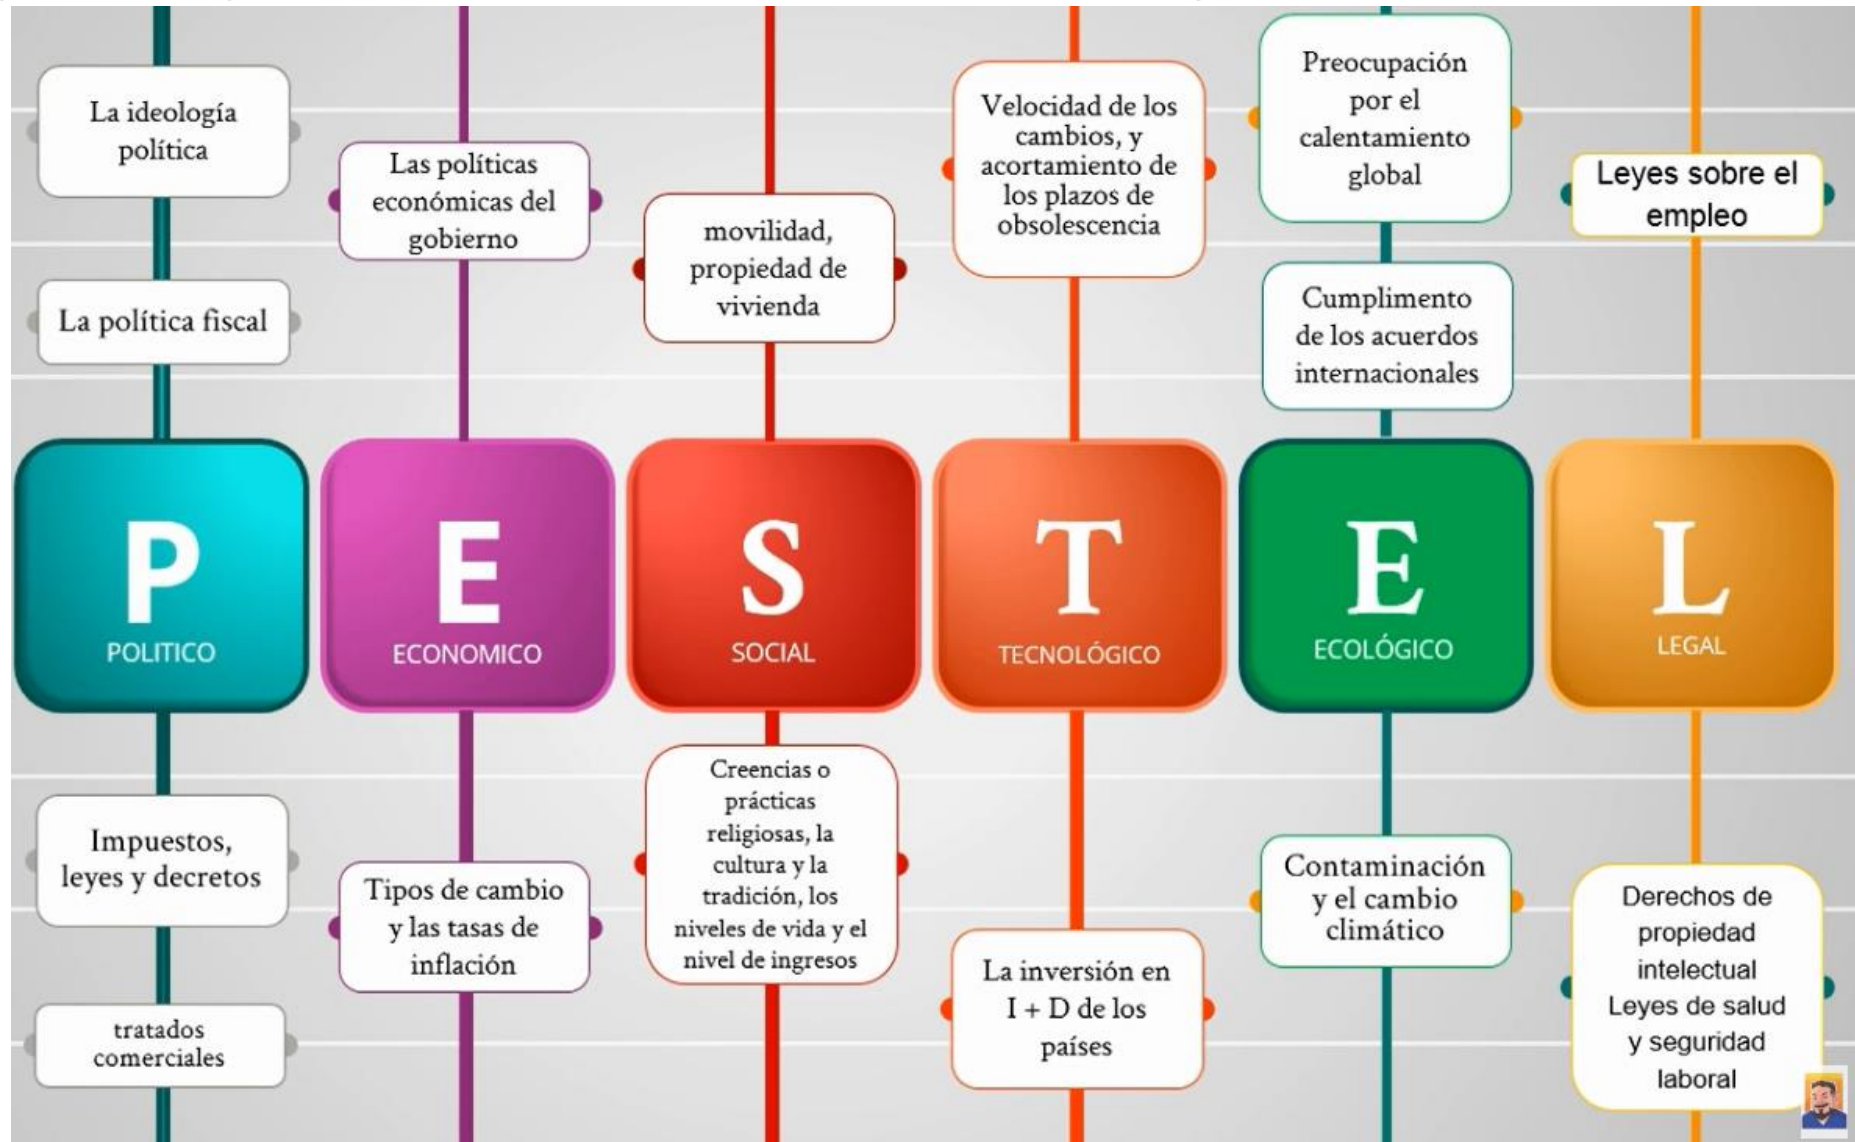 La ideología
política
La política fiscal
P
POLITICO
Impuestos,
leyes y decretos
tratados
comerciales
Las políticas
económicas del
gobierno
E
ECONOMICO
Tipos de cambio
y las tasas de
inflación
movilidad,
propiedad de
vivienda
S
SOCIAL
Creencias o
prácticas
religiosas, la
cultura y la
tradición, los
niveles de vida y el
nivel de ingresos
Velocidad de los
cambios, y
acortamiento de
los plazos de
obsolescencia
T
TECNOLÓGICO
La inversión en
I + D de los
países
Preocupación
por el
calentamiento
global
Cumplimento
de los acuerdos
internacionales
E
ECOLÓGICO
Contaminación
y el cambio
climático
Leyes sobre el
empleo
L
LEGAL
Derechos de
propiedad
intelectual
Leyes de salud
y seguridad
laboral